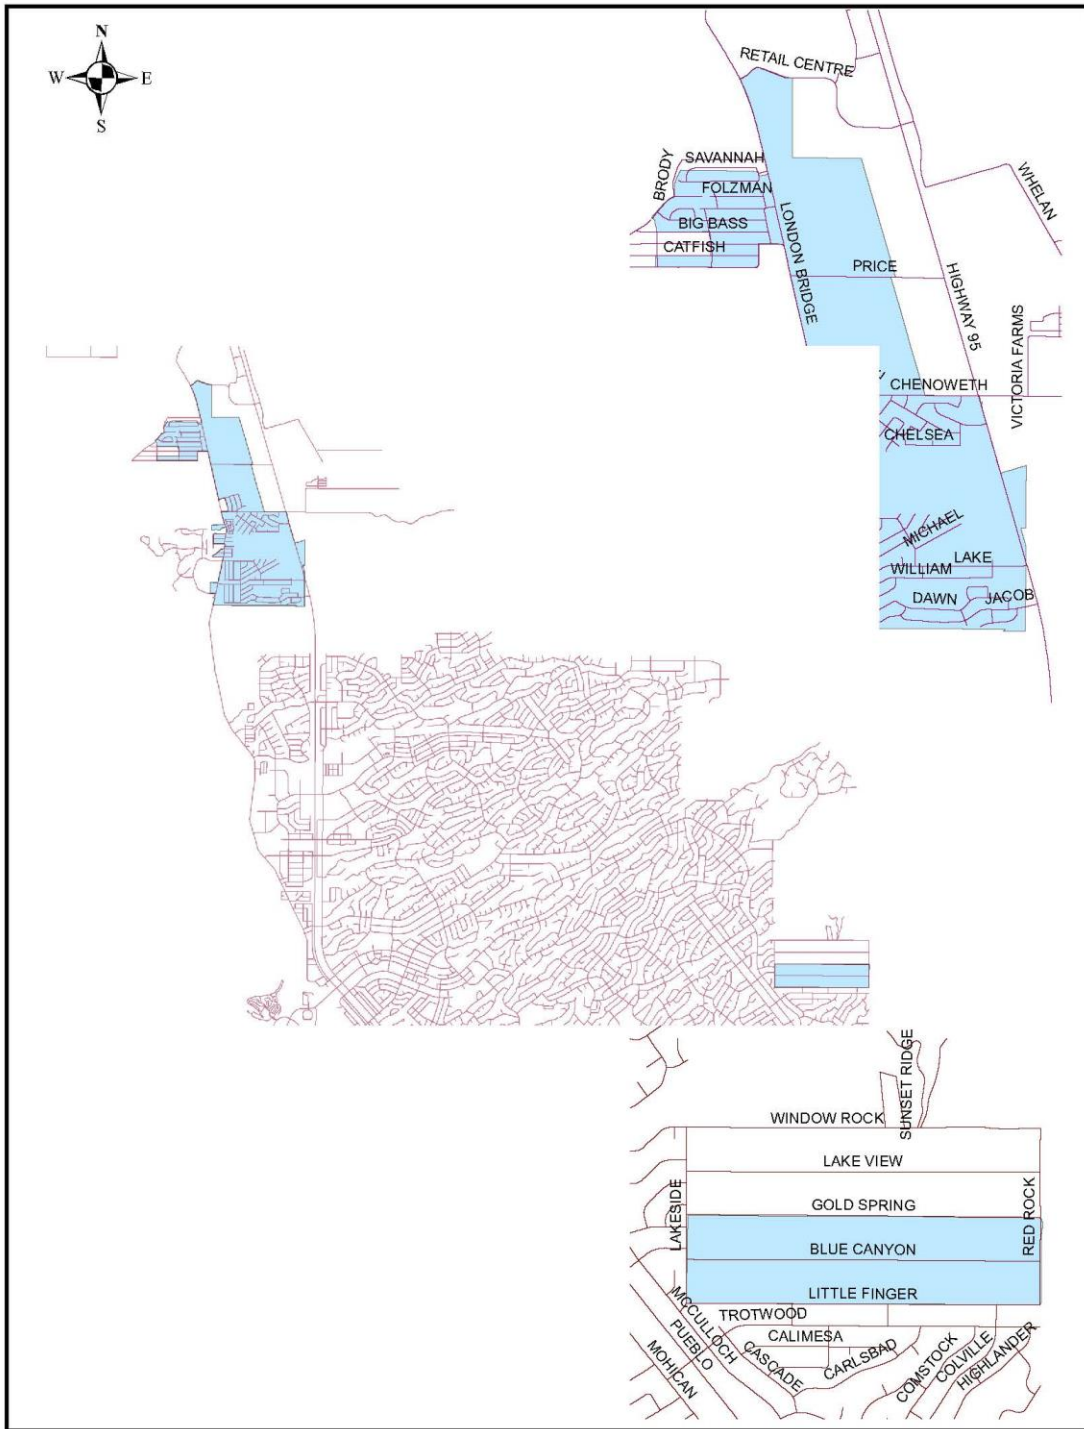 N
W E
S
RETAIL CENTRE
BRODY
SAVANNAH
FOLZMAN
WHELAN
BIG BASS
CATFISH
LONDON BRIDGE
PRICE
HIGHWAY 95
VICTORIA FARMS
CHENOWETH
CHELSEA
MICHAEL
LAKE
WILLIAM
DAWN
JACOB
SUNSET RIDGE
WINDOW ROCK
LAKE VIEW
LAKESIDE
GOLD SPRING
RED ROCK
BLUE CANYON
LITTLE FINGER
TROTWOOD
MCCULLOCH
CALIMESA
PUEBLO
CASCADE
CARLSBAD
MOHICAN
COMSTOCK
COLVILLE
HIGHLANDER